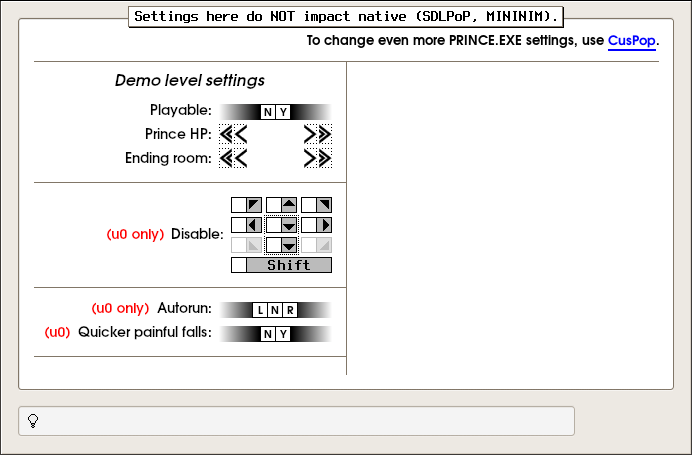 Settings here do NOT impact native (SDLPoP, MININIM).
To change even more PRINCE.EXE settings, use CusPop.
Demo level settings
Playable: N Y
Prince HP:
Ending room:
(u0 only) Disable:
Shift
(u0 only) Autorun: L N R
(u0) Quicker painful falls: N Y